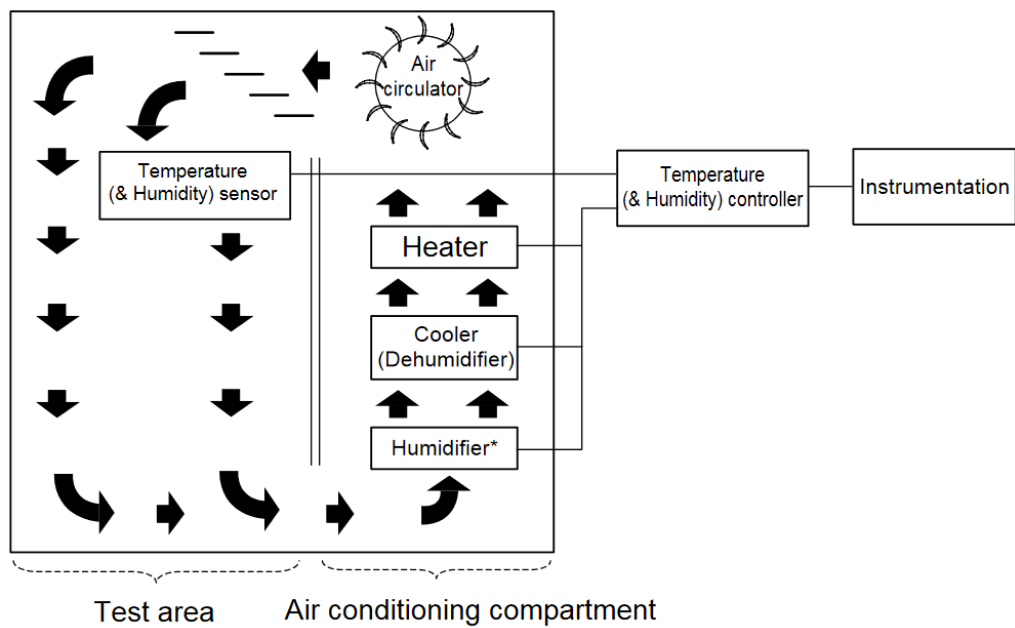 Air
circulator
Temperature
(& Humidity) sensor
Temperature
(& Humidity) controller
Instrumentation
Heater
Cooler
(Dehumidifier)
Humidifier*
Test area
Air conditioning compartment